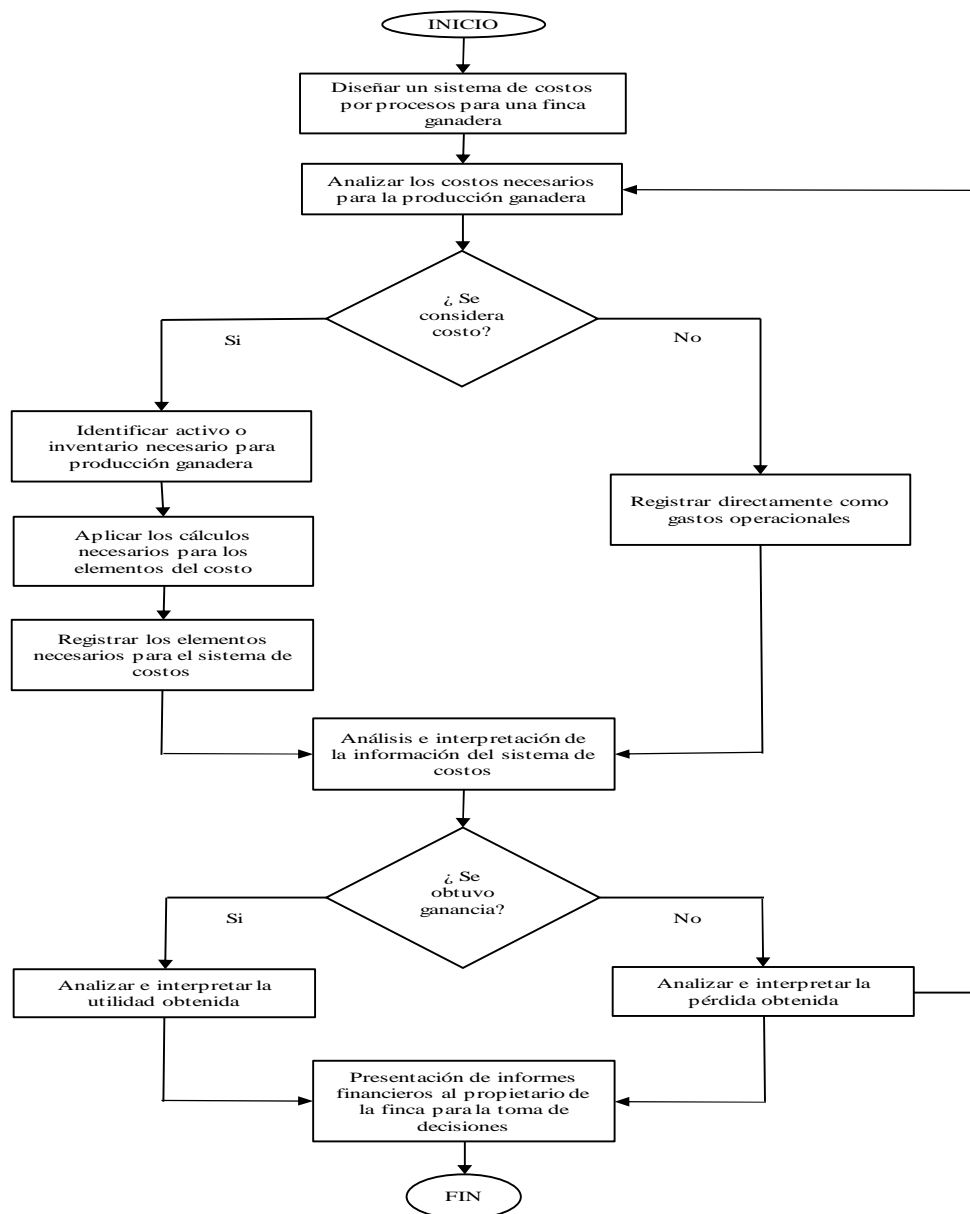 INICIO
Diseñar un sistema de costos
por procesos para una finca
ganadera
Analizar los costos necesarios
para la producción ganadera
¿ Se
considera
costo?
Si
No
Identificar activo o
inventario necesario para
producción ganadera
Registrar directamente como
gastos operacionales
Aplicar los cálculos
necesarios para los
elementos del costo
Registrar los elementos
necesarios para el sistema de
costos
Análisis e interpretación de
la información del sistema de
costos
¿ Se
obtuvo
ganancia?
Si
No
Analizar e interpretar la
utilidad obtenida
Analizar e interpretar la
pérdida obtenida
Presentación de informes
financieros al propietario de
la finca para la toma de
decisiones
FIN